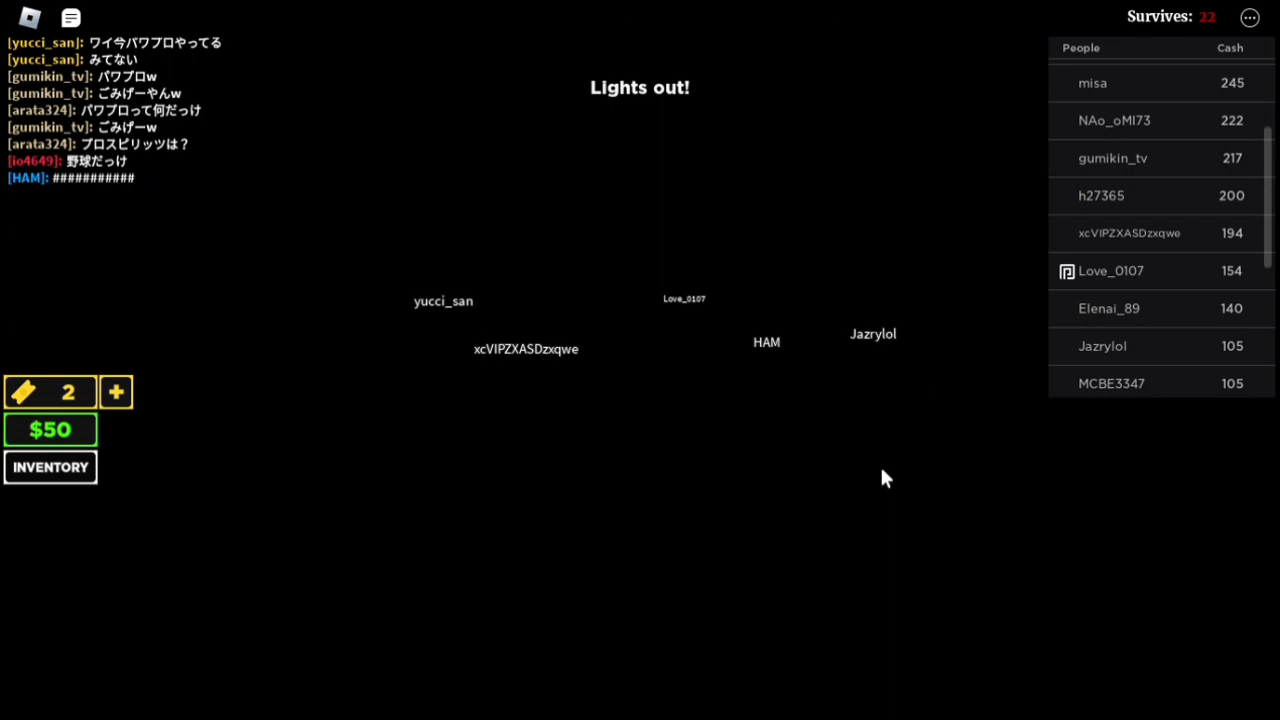 Survives: 22
[yucci_san]: ワイ今パワプロやってる
[yucci_san]: みてない
[gumikin_tv]: パワプロw
[gumikin_tv]: ごみげーやんw
[arata324]: パワプロって何だっけ
[gumikin_tv]: ごみげーw
[arata324]: プロスピリッツは？
[io4649]: 野球だっけ
[HAM]: ###########
Lights out!
People Cash
misa 245
NAo_oMI73 222
gumikin_tv 217
h27365 200
xcVIPZXASDzxqwe 194
Love_0107 154
Elenai_89 140
Jazrylol 105
MCBE3347 105
yucci_san
Love_0107
xcVIPZXASDzxqwe
HAM
Jazrylol
2 +
$50
INVENTORY